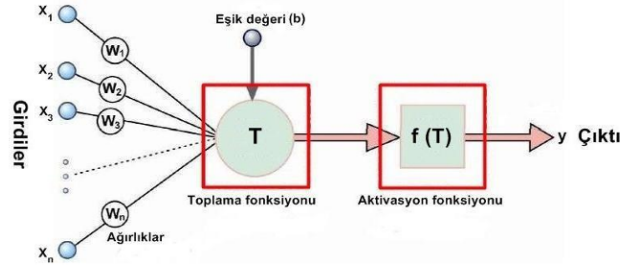 Girdiler
X1
X2
X3
Xn
W1
W2
W3
Wn
Ağırlıklar
Eşik değeri (b)
T
Toplama fonksiyonu
f (T)
Aktivasyon fonksiyonu
y Çıktı